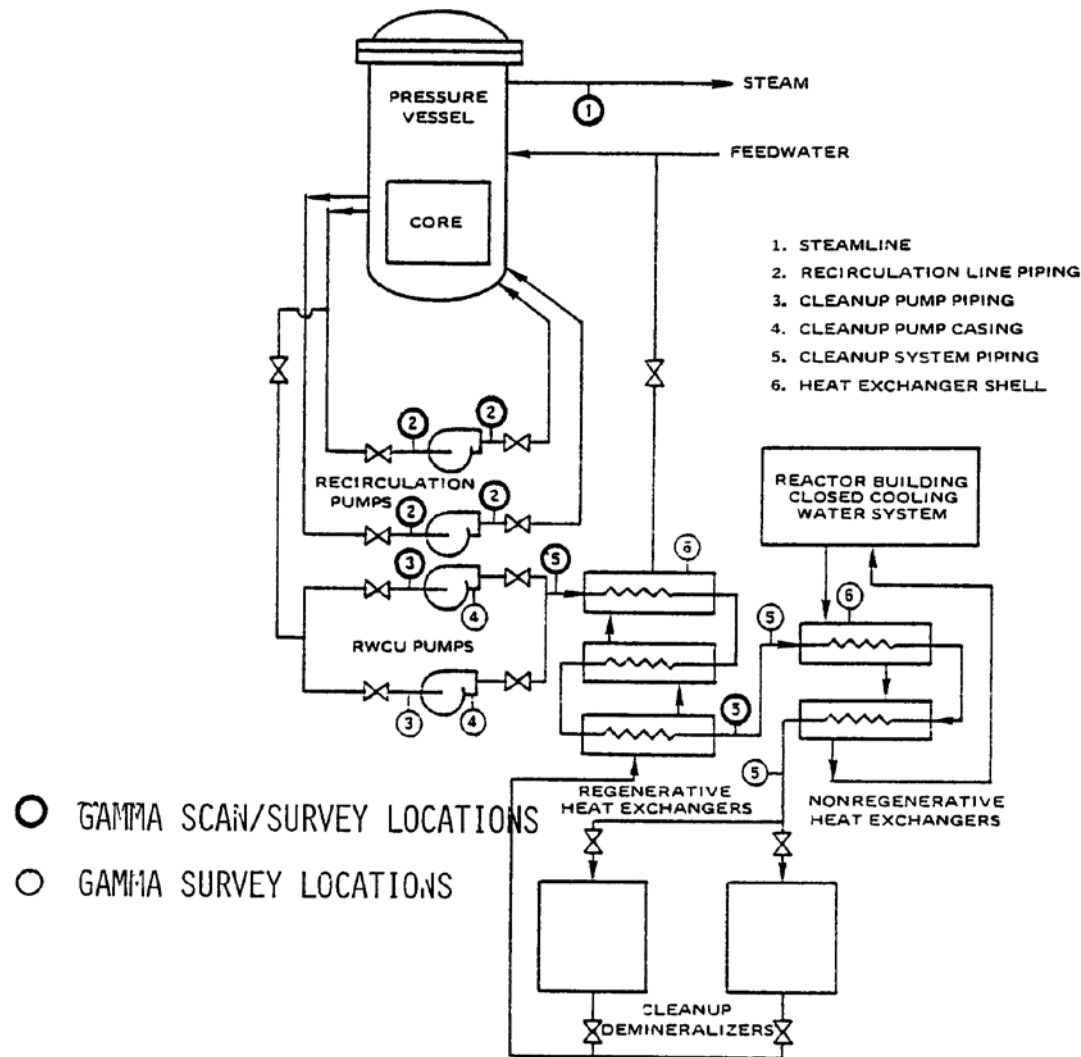 STEAM
1
PRESSURE
VESSEL
FEEDWATER
CORE
1. STEAMLINE
2. RECIRCULATION LINE PIPING
3. CLEANUP PUMP PIPING
4. CLEANUP PUMP CASING
5. CLEANUP SYSTEM PIPING
6. HEAT EXCHANGER SHELL
2
2
RECIRCULATION
PUMPS
2
2
REACTOR BUILDING
CLOSED COOLING
WATER SYSTEM
3
4
5
6
5
6
RWCU PUMPS
3
4
5
5
REGENERATIVE
HEAT EXCHANGERS
NONREGENERATIVE
HEAT EXCHANGERS
GAMMA SCAN/SURVEY LOCATIONS
GAMMA SURVEY LOCATIONS
CLEANUP
DEMINERALIZERS